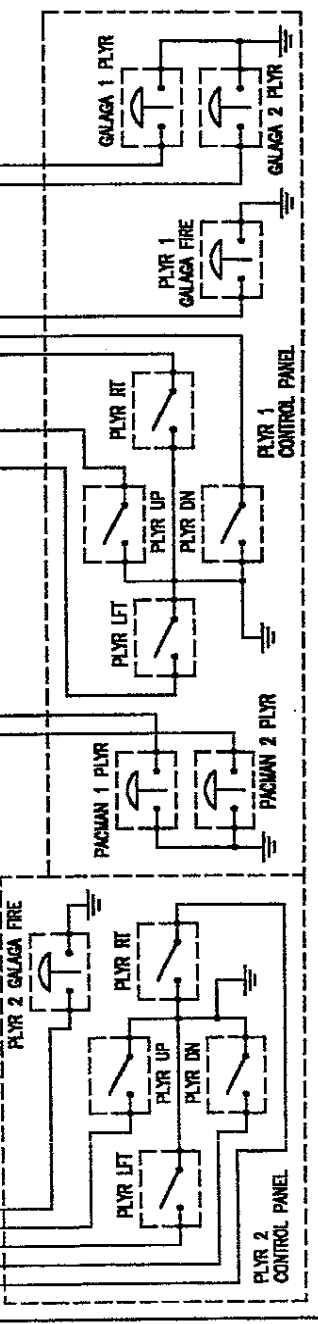 PLYR 2 GALAGA FIRE
PLYR LFT
PLYR UP
PLYR DN
PLYR RT
PLYR 2
CONTROL PANEL
PACMAN 1 PLYR
PACMAN 2 PLYR
PLYR LFT
PLYR UP
PLYR DN
PLYR RT
PLYR 1
CONTROL PANEL
PLYR 1
GALAGA FIRE
GALAGA 1 PLYR
GALAGA 2 PLYR